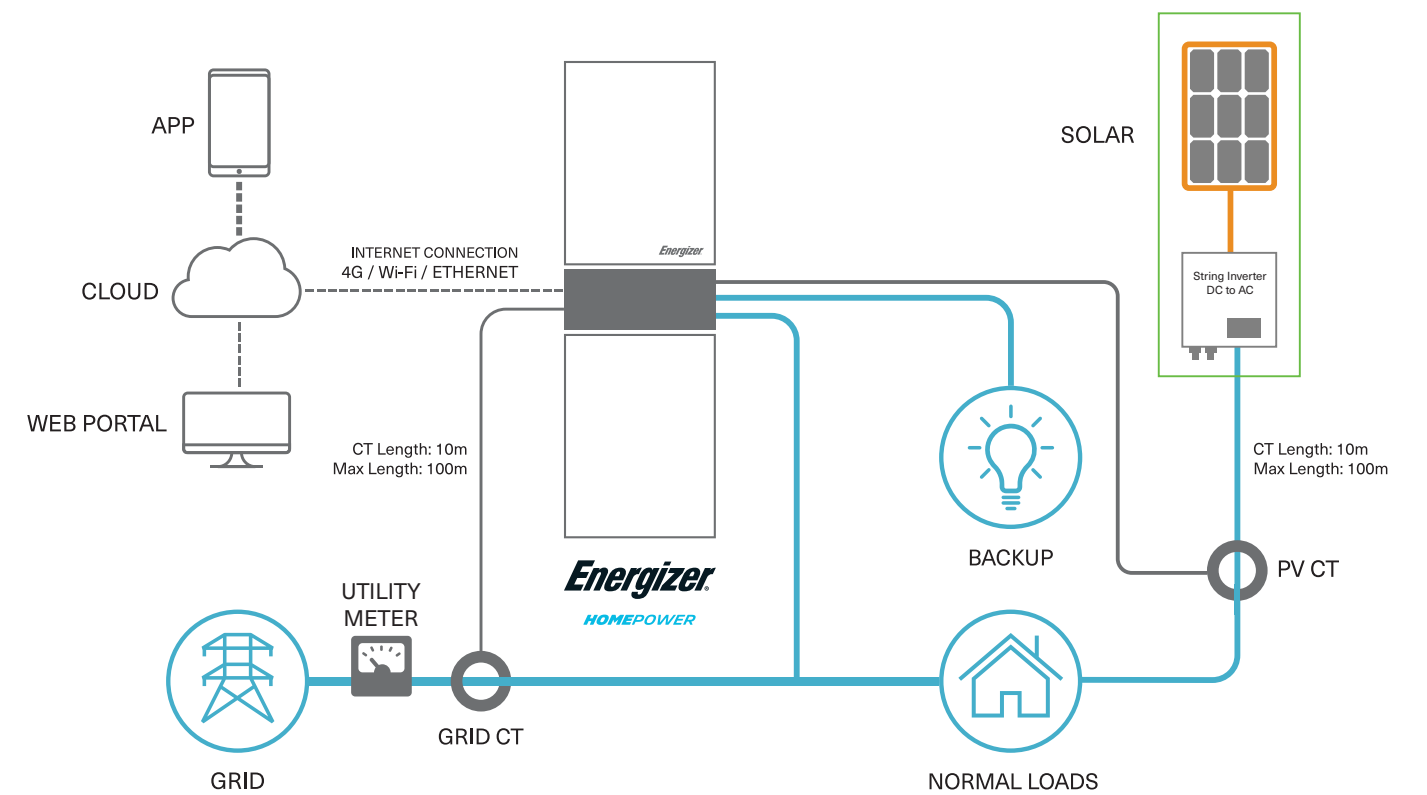 APP
SOLAR
Energizer
INTERNET CONNECTION
4G / Wi-Fi / ETHERNET
CLOUD
String Inverter
DC to AC
WEB PORTAL
CT Length: 10m
Max Length: 100m
CT Length: 10m
Max Length: 100m
BACKUP
PV CT
Energizer®
HOMEPOWER
UTILITY
METER
GRID CT
GRID
NORMAL LOADS